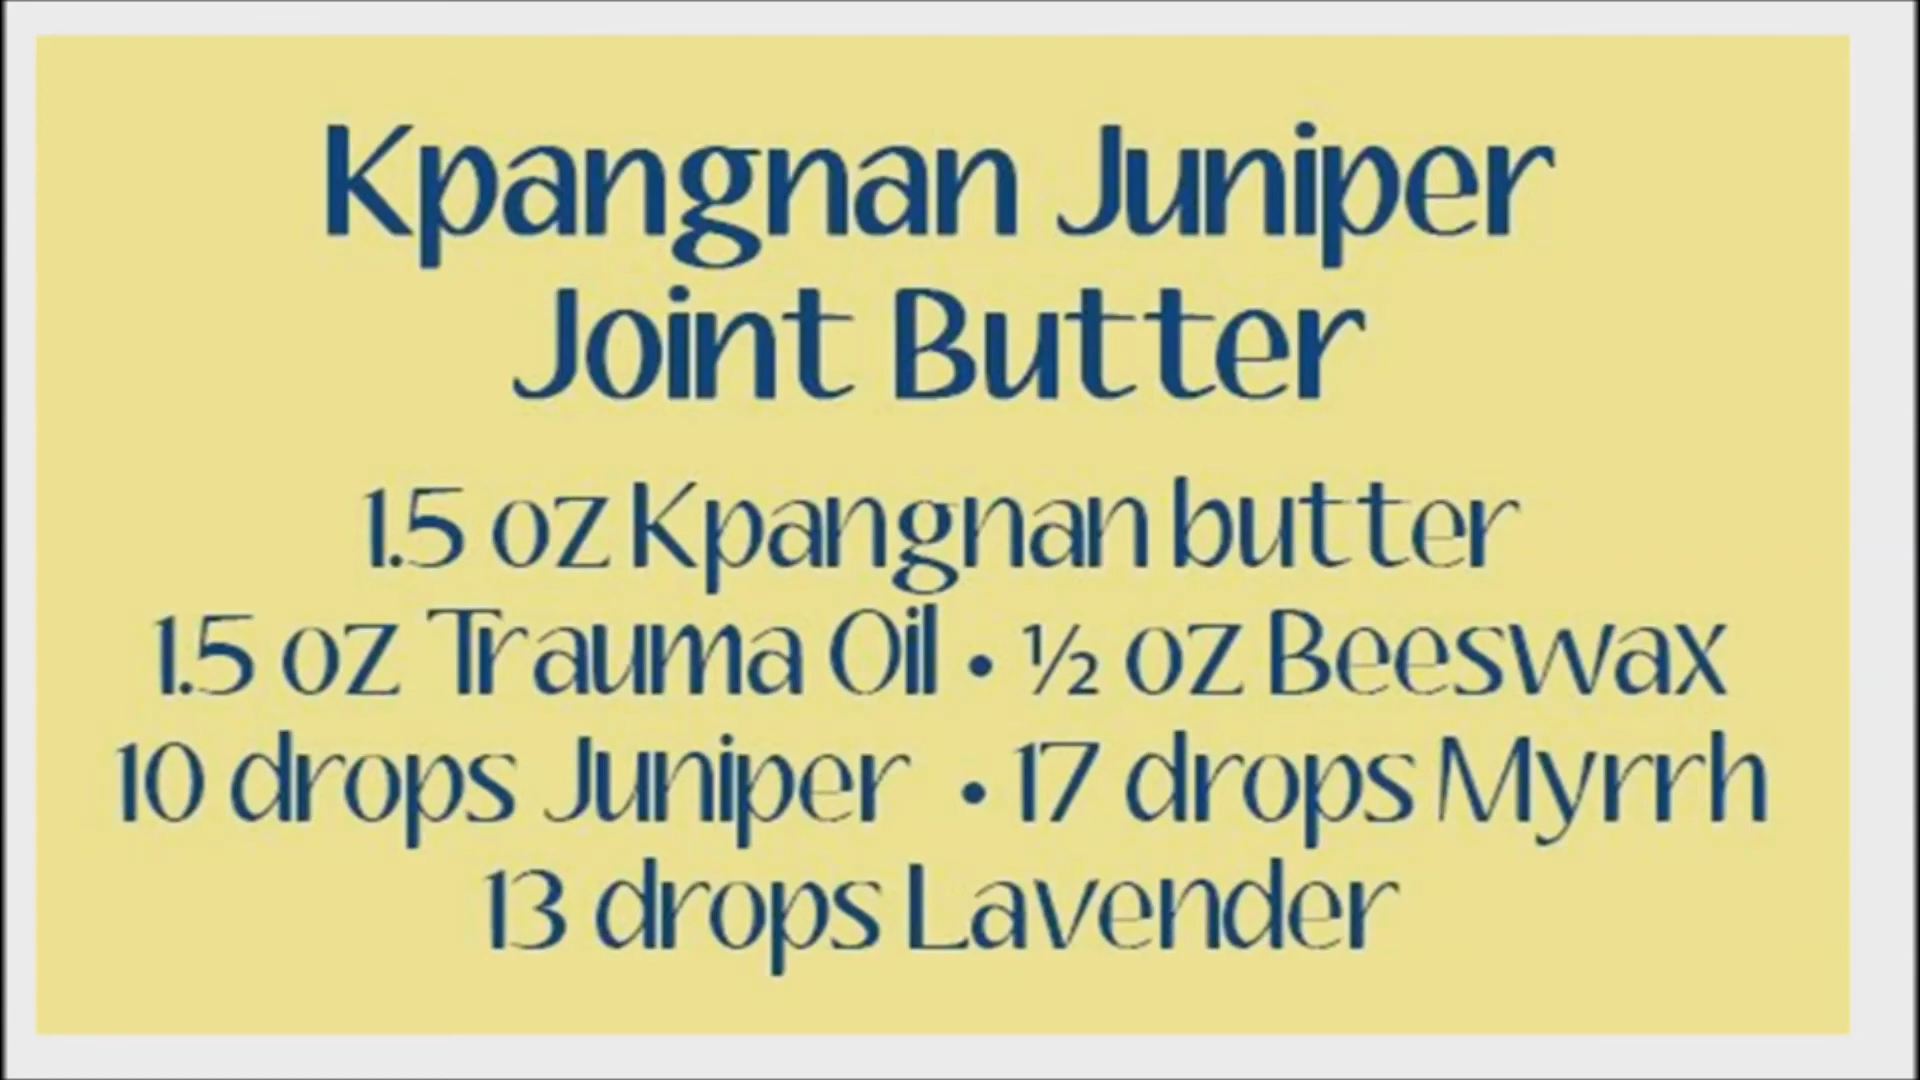 Kpangnan Juniper
Joint Butter
1.5 oz Kpangnan butter
1.5 oz Trauma Oil • ½ oz Beeswax
10 drops Juniper • 17 drops Myrrh
13 drops Lavender